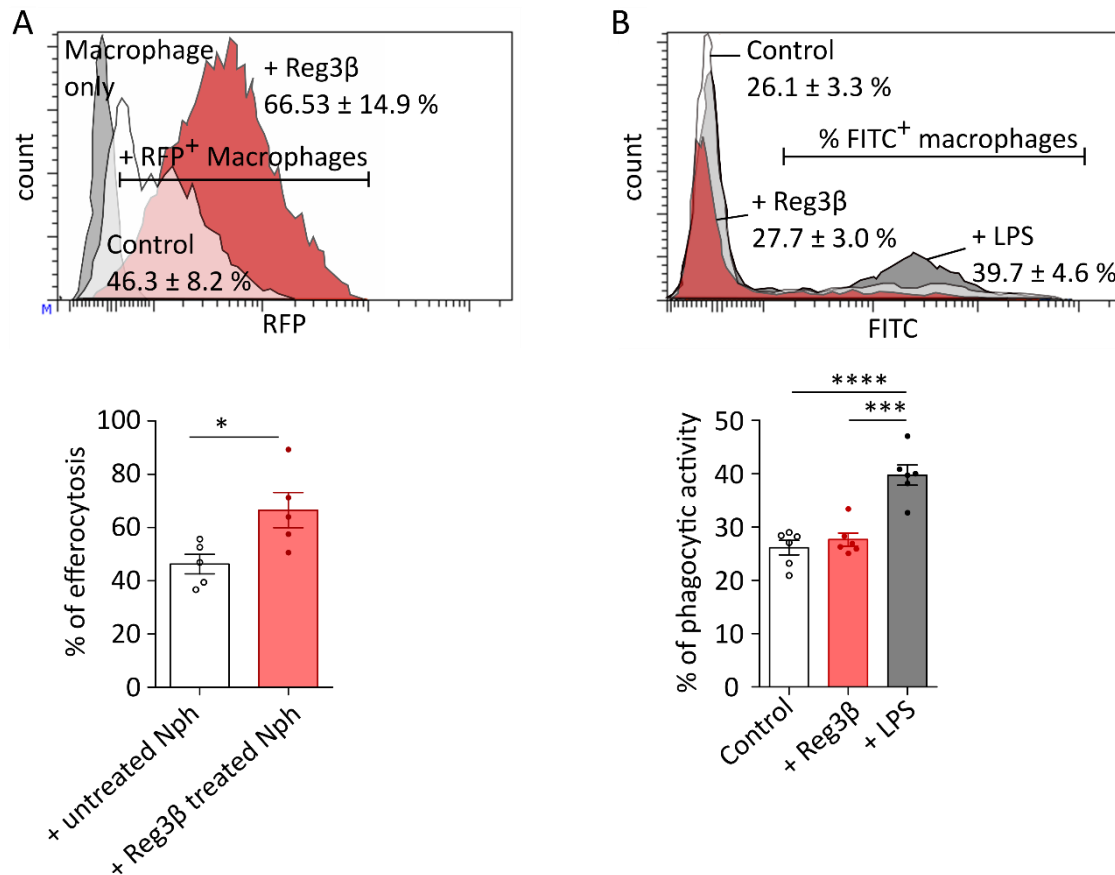 A
Macrophage
only
+ Reg3β
66.53 ± 14.9 %
+ RFP+ Macrophages
Control
46.3 ± 8.2 %
count
M
RFP
B
Control
26.1 ± 3.3 %
% FITC+ macrophages
+ Reg3β
27.7 ± 3.0 %
+ LPS
39.7 ± 4.6 %
count
FITC
% of efferocytosis
100
80
60
40
20
0
*
+ untreated Nph
+ Reg3β treated Nph
% of phagocytic activity
50
40
30
20
10
0
****
***
Control
+ Reg3β
+ LPS